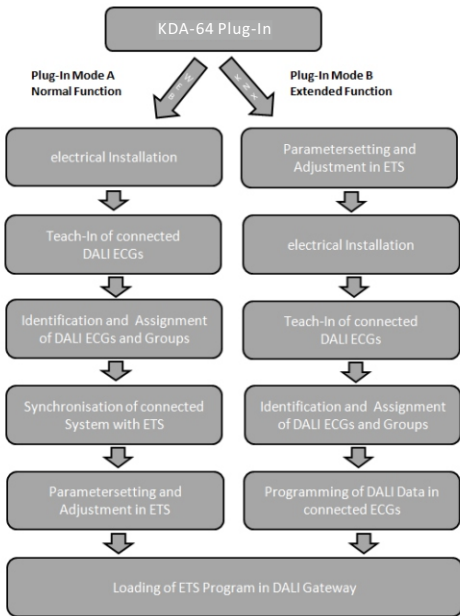 KDA-64 Plug-In
Plug-In Mode A
Normal Function
Plug-In Mode B
Extended Function
electrical Installation
Teach-In of connected
DALI ECGs
Identification and Assignment
of DALI ECGs and Groups
Synchronisation of connected
System with ETS
Parametersetting and
Adjustment in ETS
Parametersetting and
Adjustment in ETS
electrical Installation
Teach-In of connected
DALI ECGs
Identification and Assignment
of DALI ECGs and Groups
Programming of DALI Data in
connected ECGs
Loading of ETS Program in DALI Gateway